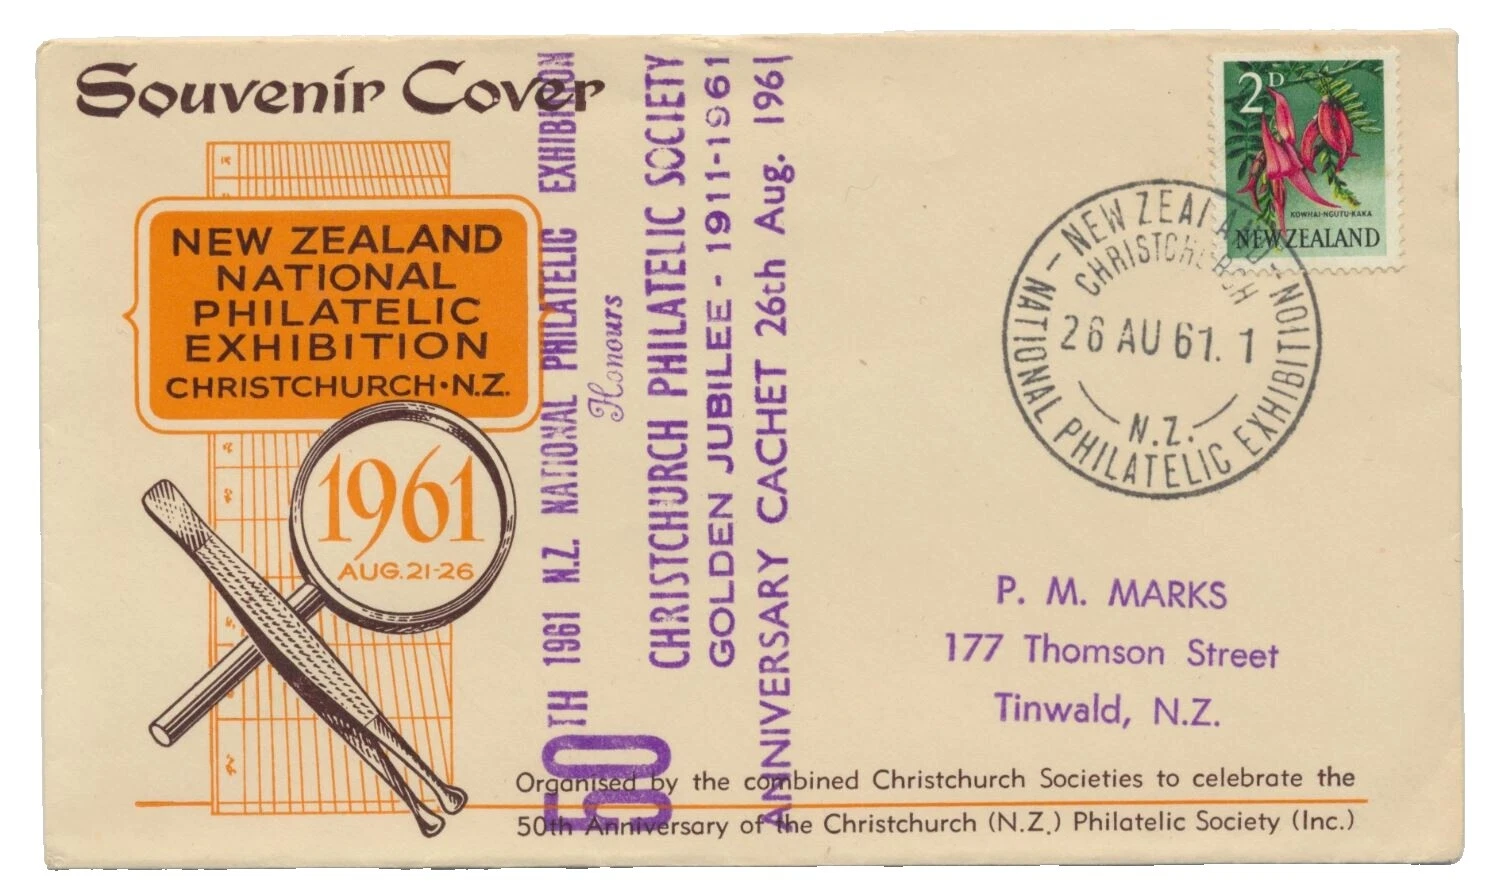 Souvenir Cover
NEW ZEALAND
NATIONAL
PHILATELIC
EXHIBITION
CHRISTCHURCH • N.Z.
1961
AUG. 21-26
50TH 1961 N.Z. NATIONAL PHILATELIC EXHIBITION
Honours
CHRISTCHURCH PHILATELIC SOCIETY
GOLDEN JUBILEE - 1911-1961
ANNIVERSARY CACHET 26th Aug. 1961
2D
KOWHAI-NGUTU-KAKA
NEW ZEALAND
— NEW ZEALAND —
CHRISTCHURCH
26 AU 61. 1
N.Z.
NATIONAL PHILATELIC EXHIBITION
P. M. MARKS
177 Thomson Street
Tinwald, N.Z.
Organised by the combined Christchurch Societies to celebrate the
50th Anniversary of the Christchurch (N.Z.) Philatelic Society (Inc.)